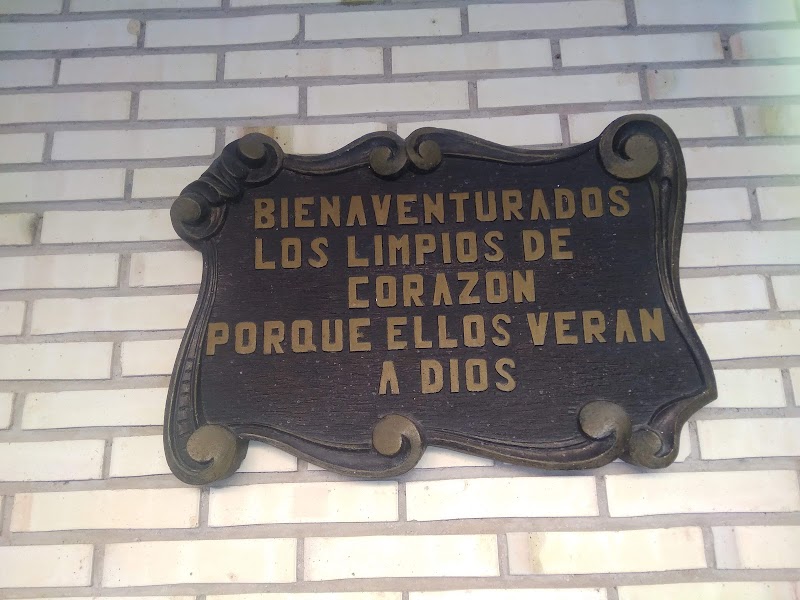 BIENAVENTURADOS
LOS LIMPIOS DE
CORAZON
PORQUE ELLOS VERAN
A DIOS